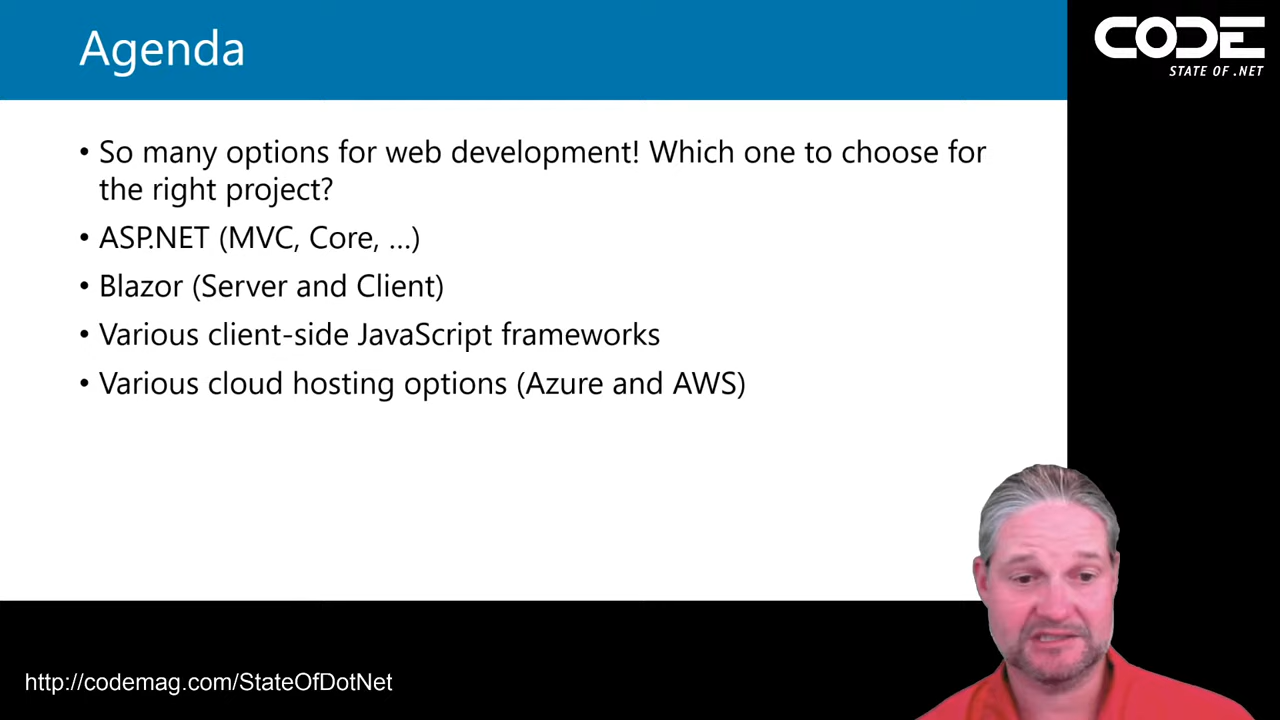 Agenda
CODE
STATE OF .NET
• So many options for web development! Which one to choose for
the right project?
• ASP.NET (MVC, Core, ...)
• Blazor (Server and Client)
• Various client-side JavaScript frameworks
• Various cloud hosting options (Azure and AWS)
http://codemag.com/StateOfDotNet